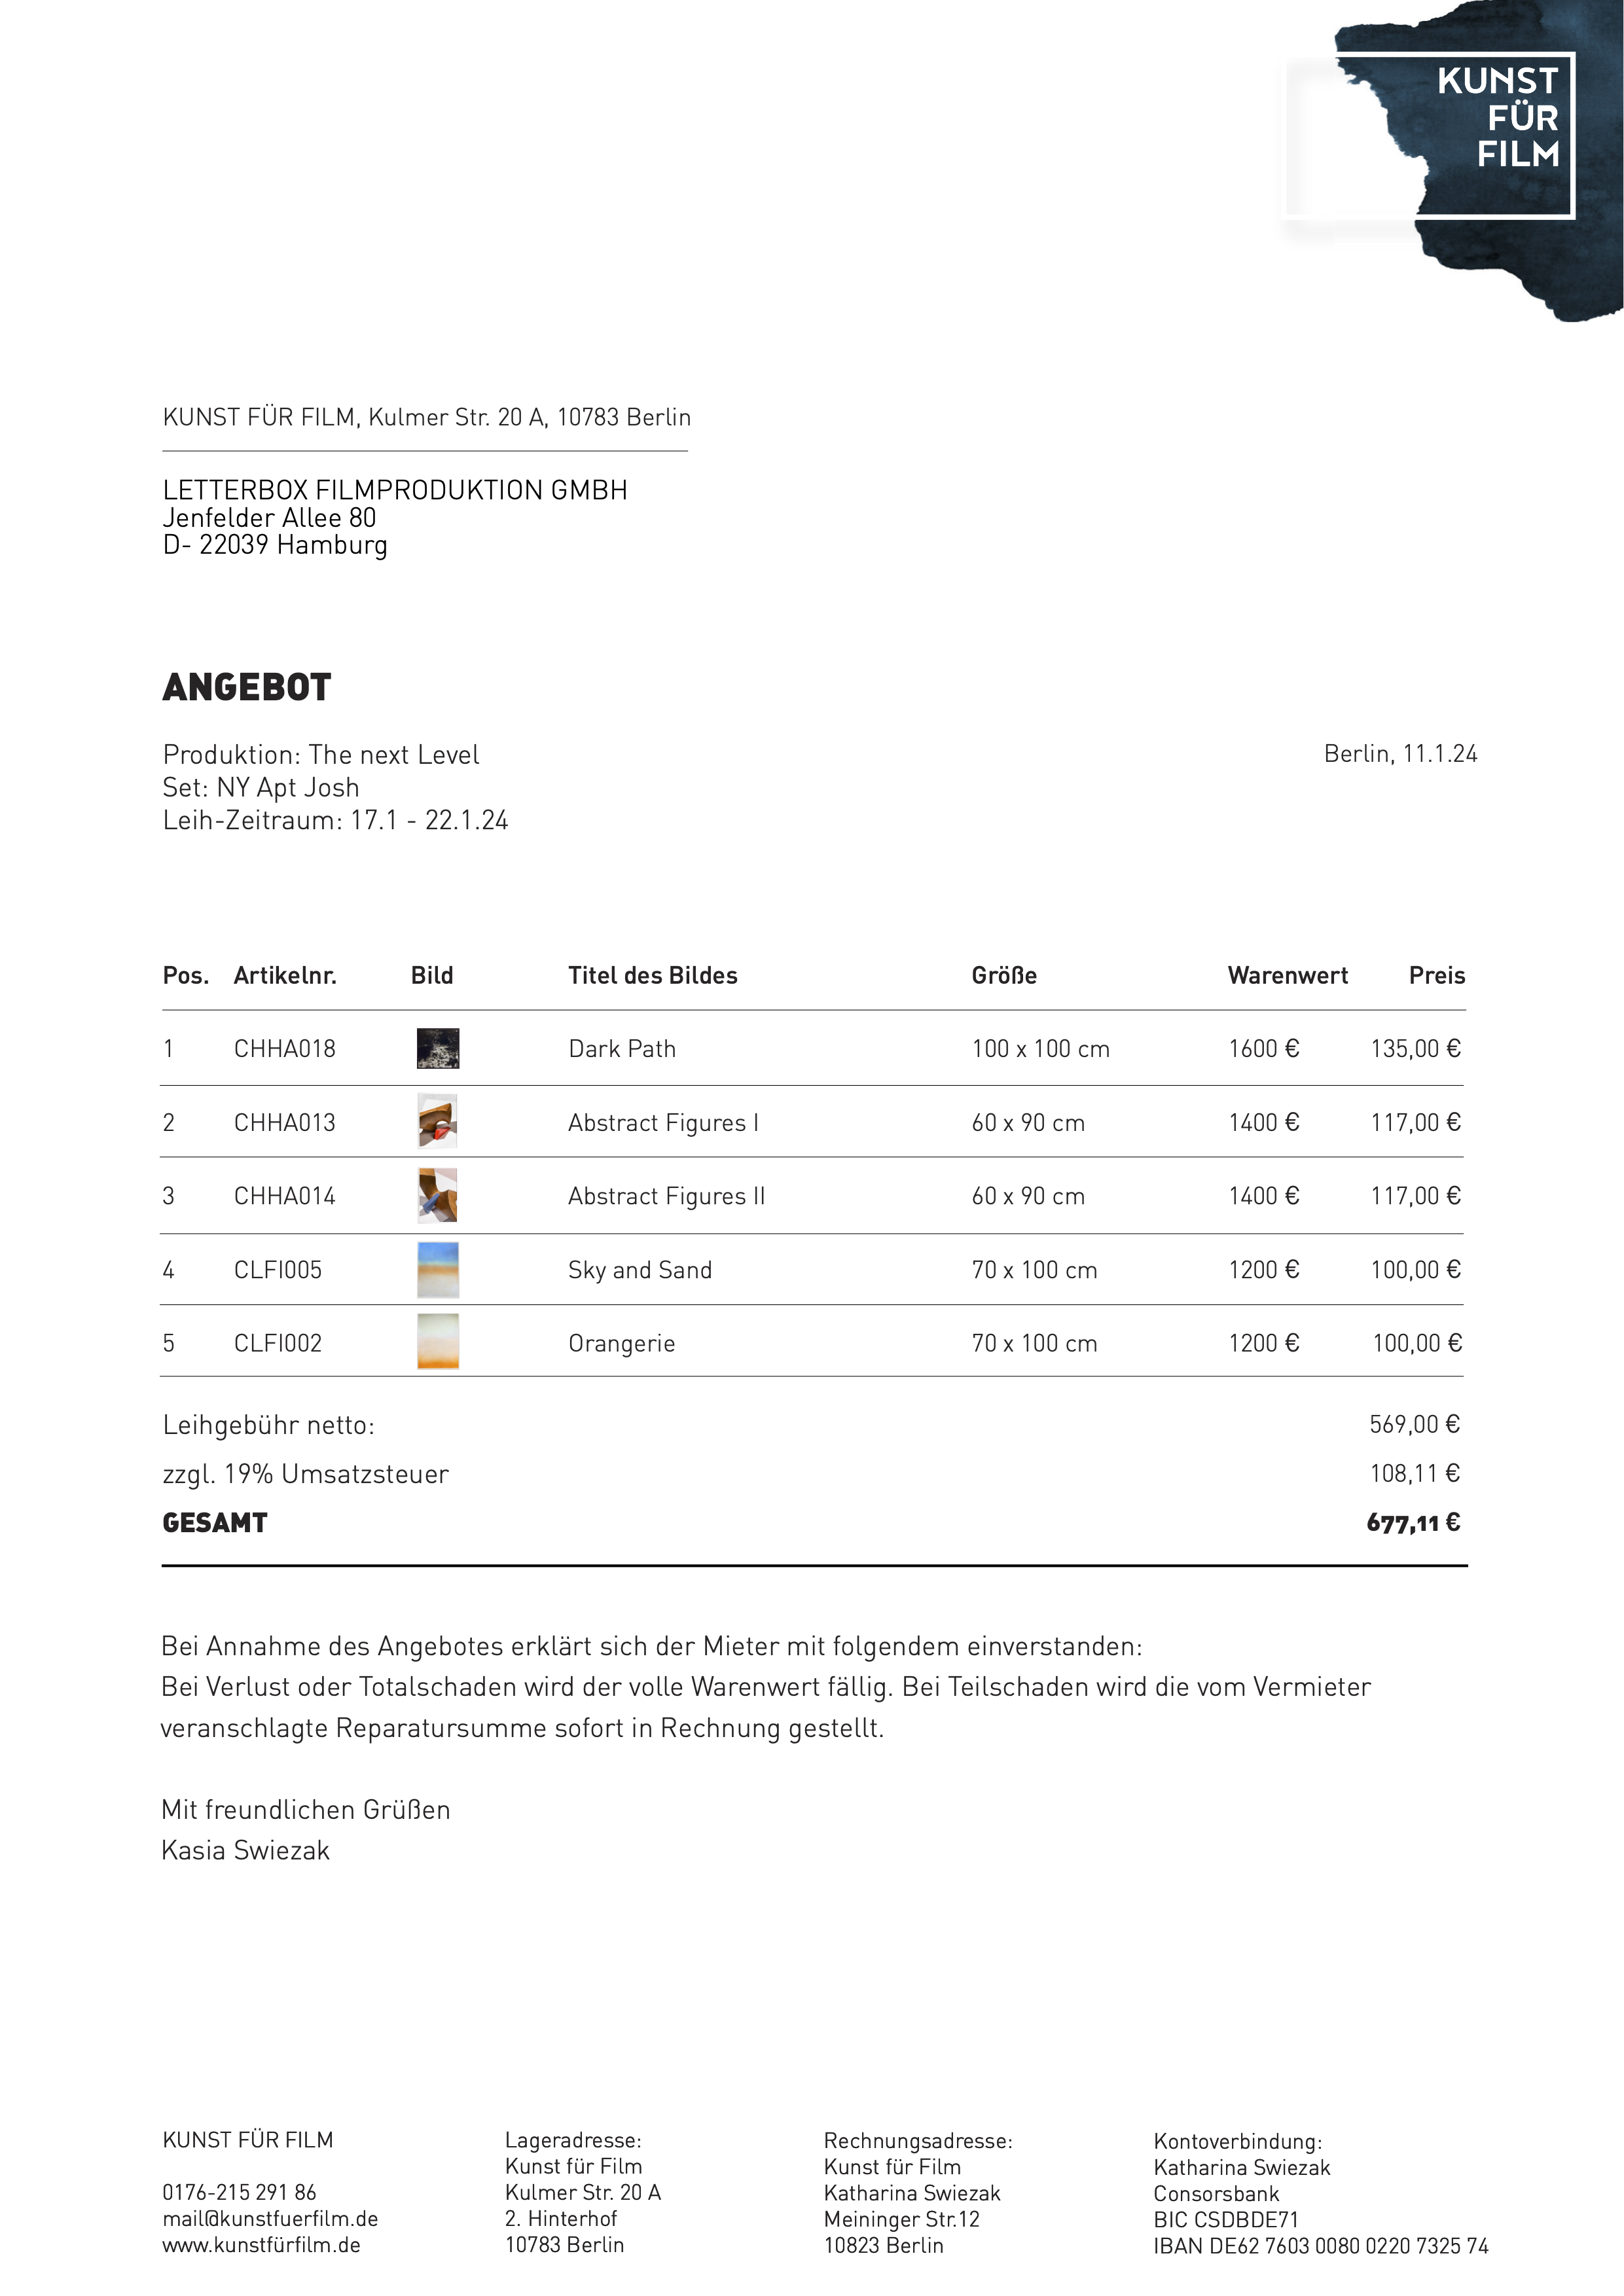 KUNST
FÜR
FILM
KUNST FÜR FILM, Kulmer Str. 20 A, 10783 Berlin
LETTERBOX FILMPRODUKTION GMBH
Jenfelder Allee 80
D- 22039 Hamburg
ANGEBOT
Produktion: The next Level
Berlin, 11.1.24
Set: NY Apt Josh
Leih-Zeitraum: 17.1 - 22.1.24
Pos. Artikelnr. Bild Titel des Bildes Größe Warenwert Preis
1 CHHA018 Dark Path 100 x 100 cm 1600 € 135,00 €
2 CHHA013 Abstract Figures I 60 x 90 cm 1400 € 117,00 €
3 CHHA014 Abstract Figures II 60 x 90 cm 1400 € 117,00 €
4 CLFI005 Sky and Sand 70 x 100 cm 1200 € 100,00 €
5 CLFI002 Orangerie 70 x 100 cm 1200 € 100,00 €
Leihgebühr netto: 569,00 €
zzgl. 19% Umsatzsteuer 108,11 €
GESAMT 677,11 €
Bei Annahme des Angebotes erklärt sich der Mieter mit folgendem einverstanden:
Bei Verlust oder Totalschaden wird der volle Warenwert fällig. Bei Teilschaden wird die vom Vermieter
veranschlagte Reparatursumme sofort in Rechnung gestellt.
Mit freundlichen Grüßen
Kasia Swiezak
KUNST FÜR FILM
0176-215 291 86
mail@kunstfuerfilm.de
www.kunstfürfilm.de
Lageradresse:
Kunst für Film
Kulmer Str. 20 A
2. Hinterhof
10783 Berlin
Rechnungsadresse:
Kunst für Film
Katharina Swiezak
Meininger Str.12
10823 Berlin
Kontoverbindung:
Katharina Swiezak
Consorsbank
BIC CSDBDE71
IBAN DE62 7603 0080 0220 7325 74